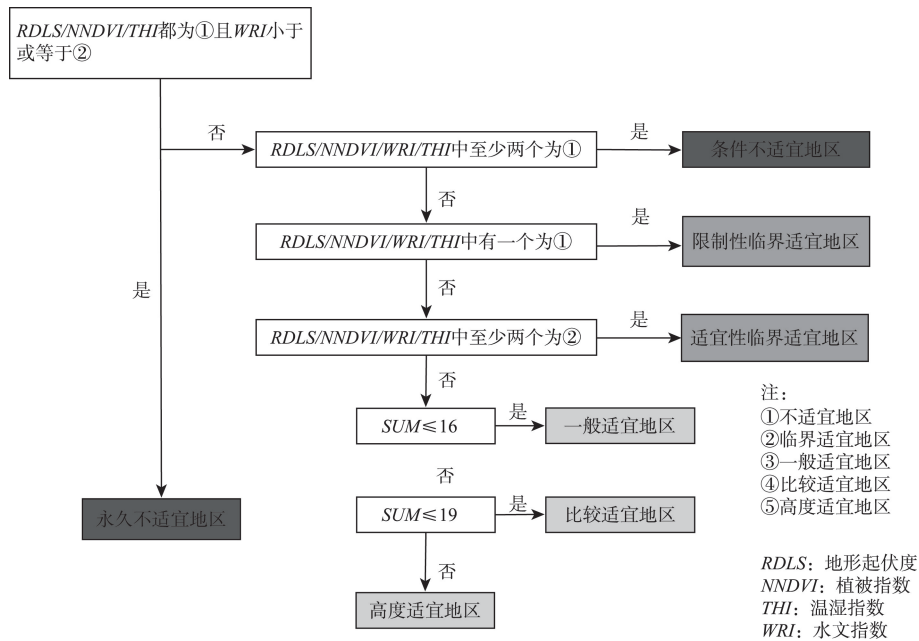 RDLS/NNDVI/THI都为①且WRI小于
或等于②
否
RDLS/NNDVI/WRI/THI中至少两个为①
是
条件不适宜地区
否
RDLS/NNDVI/WRI/THI中有一个为①
是
限制性临界适宜地区
是
否
RDLS/NNDVI/WRI/THI中至少两个为②
是
适宜性临界适宜地区
否
SUM≤16
是
一般适宜地区
否
SUM≤19
是
比较适宜地区
永久不适宜地区
否
高度适宜地区
注：
①不适宜地区
②临界适宜地区
③一般适宜地区
④比较适宜地区
⑤高度适宜地区
RDLS：地形起伏度
NNDVI：植被指数
THI：温湿指数
WRI：水文指数